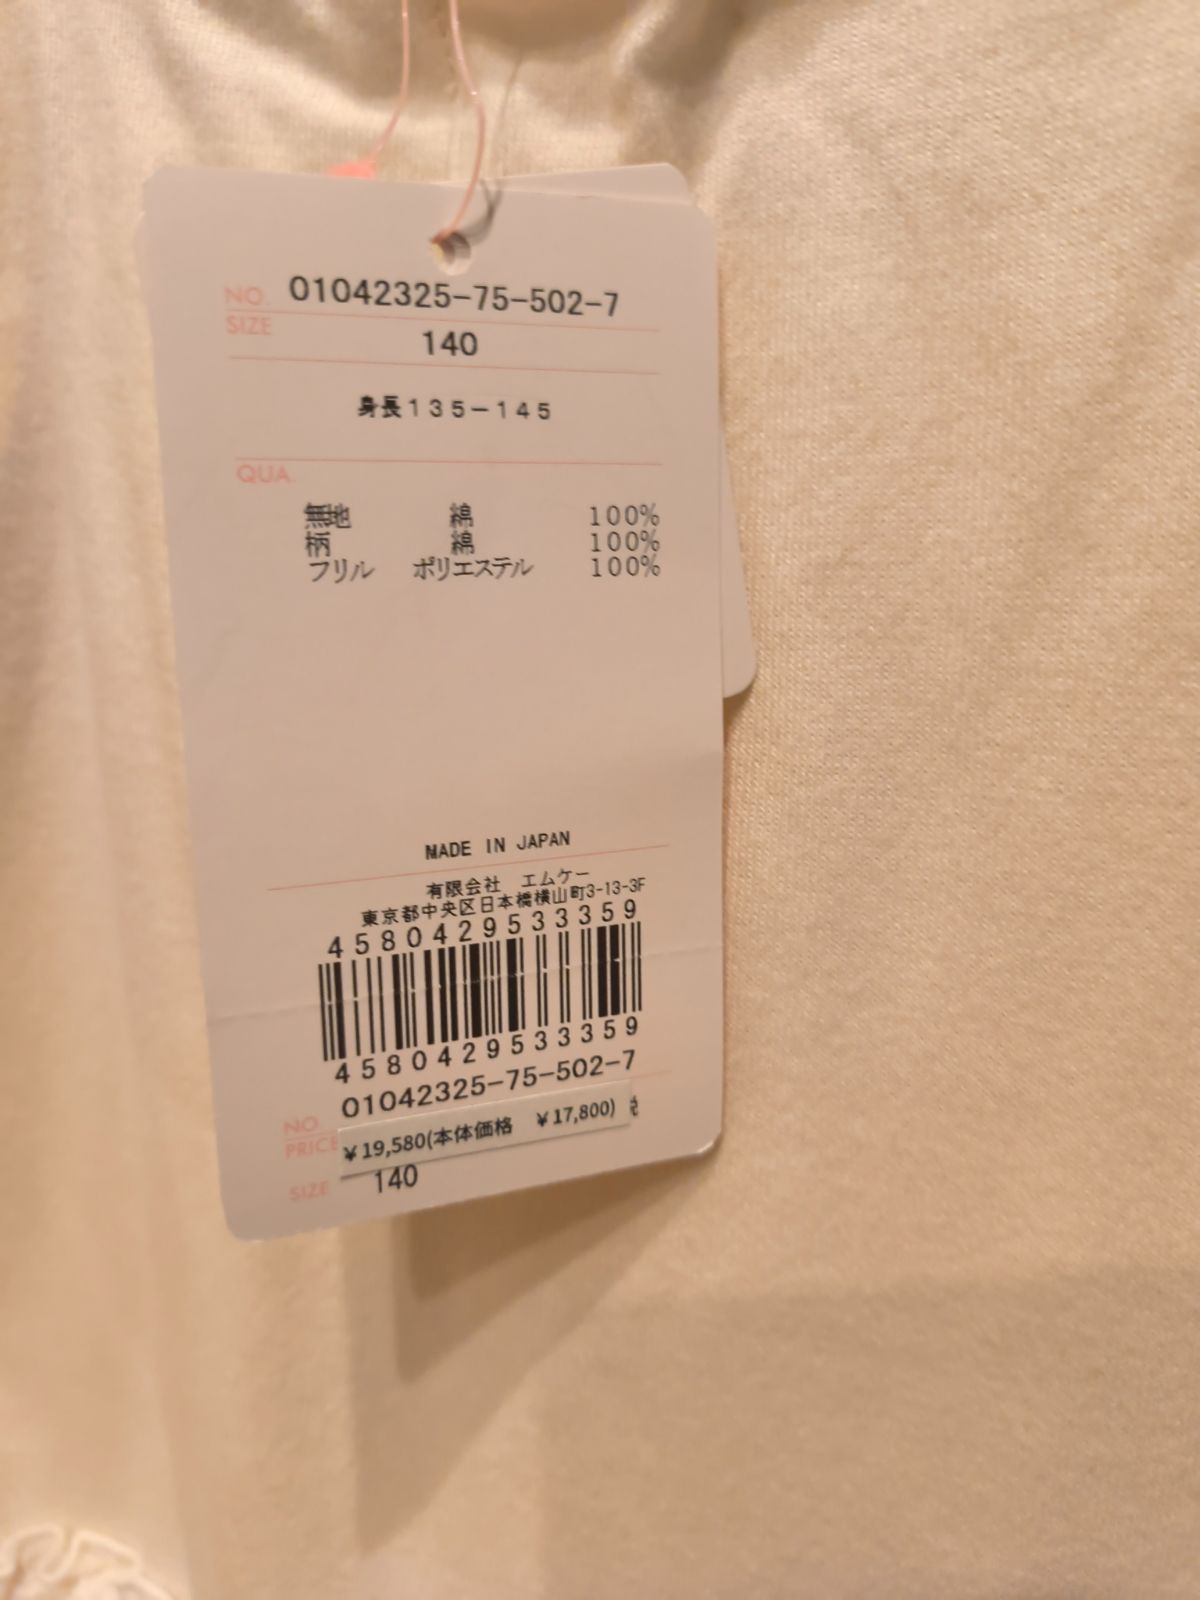 NO. 01042325-75-502-7
SIZE
140
身長135-145
QUA.
無地 綿 100%
柄 綿 100%
フリル ポリエステル 100%
MADE IN JAPAN
有限会社 エムケー
東京都中央区日本橋横山町3-13-3F
4580429533359
4580429533359
NO 01042325-75-502-7
PRICE ¥19,580(本体価格 ¥17,800)
SIZE 140